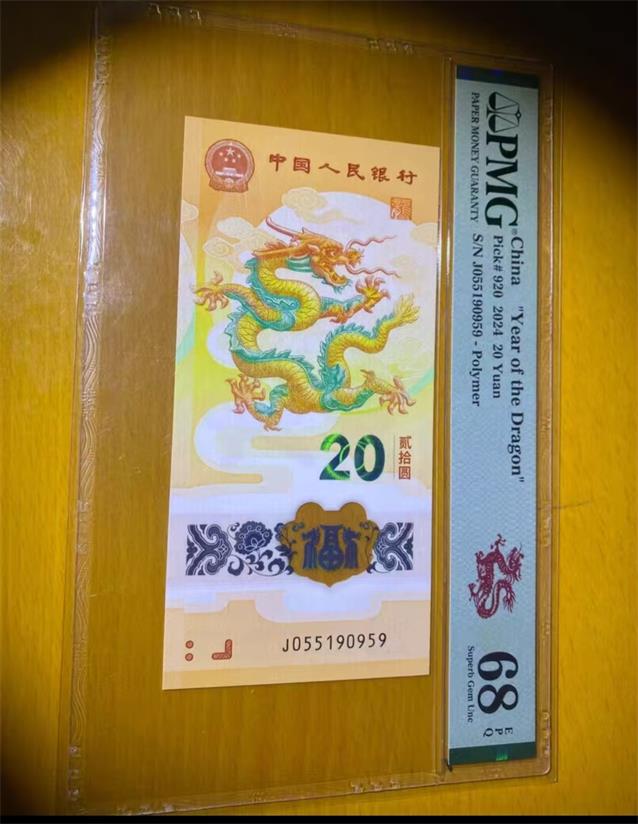 中国人民银行
20
贰拾圆
福
J055190959
PMG®
PAPER MONEY GUARANTY
China "Year of the Dragon"
Pick# 920 2024 20 Yuan
S/N J055190959 - Polymer
68
EPQ
Superb Gem Unc